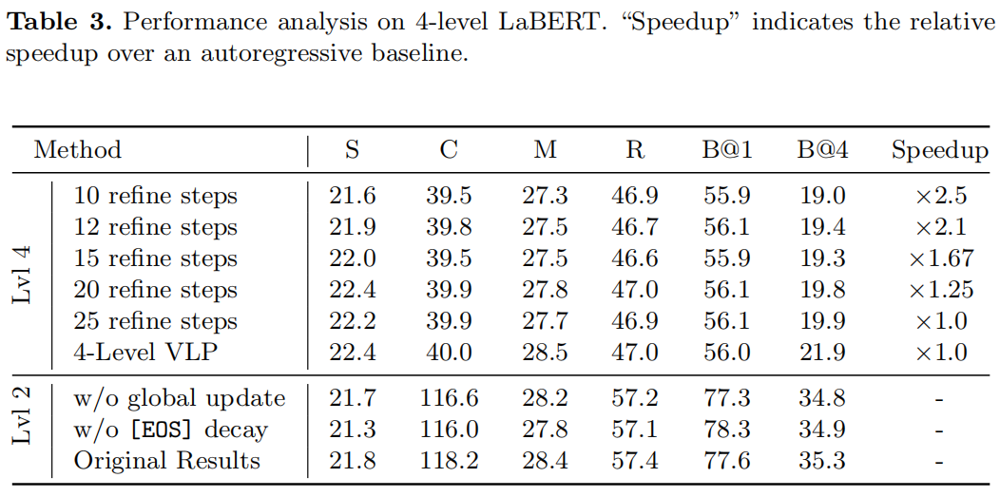 Table 3. Performance analysis on 4-level LaBERT. “Speedup” indicates the relative
speedup over an autoregressive baseline.
Method S C M R B@1 B@4 Speedup
Lvl 4
10 refine steps 21.6 39.5 27.3 46.9 55.9 19.0 ×2.5
12 refine steps 21.9 39.8 27.5 46.7 56.1 19.4 ×2.1
15 refine steps 22.0 39.5 27.5 46.6 55.9 19.3 ×1.67
20 refine steps 22.4 39.9 27.8 47.0 56.1 19.8 ×1.25
25 refine steps 22.2 39.9 27.7 46.9 56.1 19.9 ×1.0
4-Level VLP 22.4 40.0 28.5 47.0 56.0 21.9 ×1.0
Lvl 2
w/o global update 21.7 116.6 28.2 57.2 77.3 34.8 -
w/o [EOS] decay 21.3 116.0 27.8 57.1 78.3 34.9 -
Original Results 21.8 118.2 28.4 57.4 77.6 35.3 -